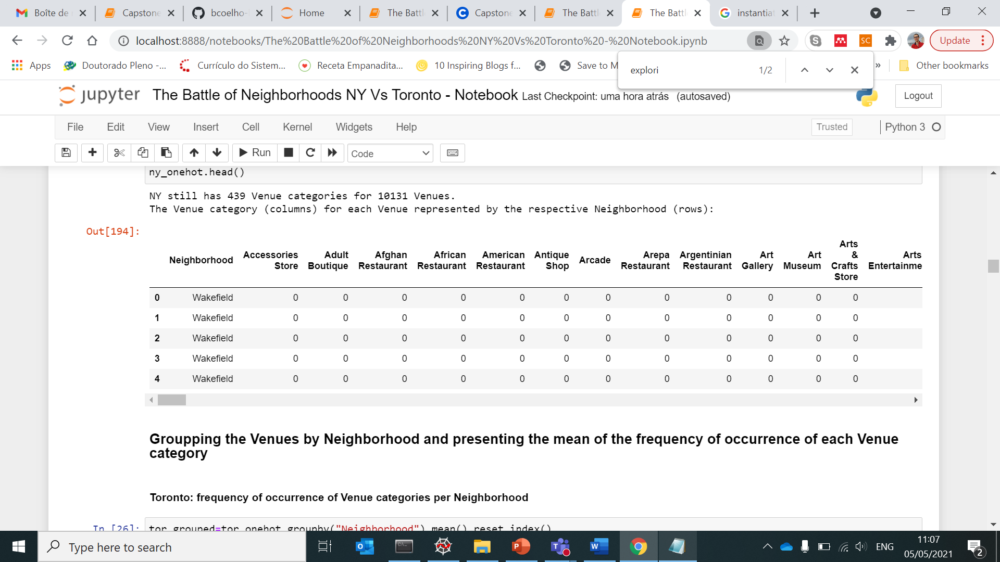 Boîte de
Capstone
bcoelho-
Home
The Battl
Capstone
The Battl
The Battl
instantiat
localhost:8888/notebooks/The%20Battle%20of%20Neighborhoods%20NY%20Vs%20Toronto%20-%20Notebook.ipynb
SC
Update
Apps
Doutorado Pleno -...
Currículo do Sistem...
Receta Empanadita...
10 Inspiring Blogs f...
Save to M
»
Other bookmarks
explori
1/2
jupyter
The Battle of Neighborhoods NY Vs Toronto - Notebook Last Checkpoint: uma hora atrás (autosaved)
Logout
File Edit View Insert Cell Kernel Widgets Help
Trusted
Python 3
Run
Code
ny_onehot.head()
NY still has 439 Venue categories for 10131 Venues.
The Venue category (columns) for each Venue represented by the respective Neighborhood (rows):
Out[194]:
Neighborhood Accessories Store Adult Boutique Afghan Restaurant African Restaurant American Restaurant Antique Shop Arcade Arepa Restaurant Argentinian Restaurant Art Gallery Art Museum Arts & Crafts Store Arts Entertainme
0 Wakefield 0 0 0 0 0 0 0 0 0 0 0 0
1 Wakefield 0 0 0 0 0 0 0 0 0 0 0 0
2 Wakefield 0 0 0 0 0 0 0 0 0 0 0 0
3 Wakefield 0 0 0 0 0 0 0 0 0 0 0 0
4 Wakefield 0 0 0 0 0 0 0 0 0 0 0 0
Groupping the Venues by Neighborhood and presenting the mean of the frequency of occurrence of each Venue
category
Toronto: frequency of occurrence of Venue categories per Neighborhood
In [26]: tor_grouped=tor_onehot.groupby("Neighborhood").mean().reset_index()
Type here to search
ENG
11:07
05/05/2021
2